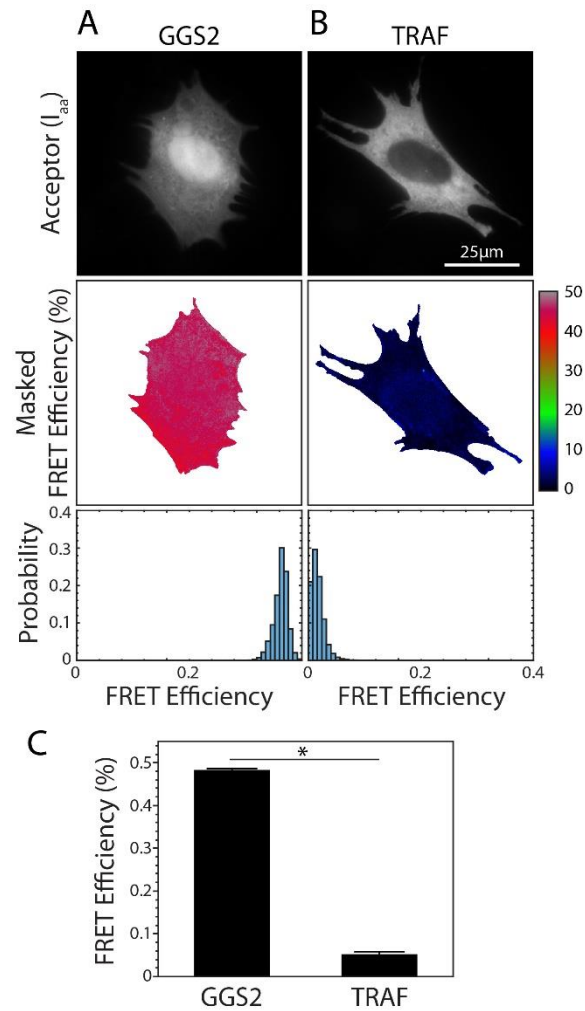 A
B
GGS2
TRAF
Acceptor (Iaa)
25μm
Masked
FRET Efficiency (%)
50
40
30
20
10
0
Probability
0.4
0.3
0.2
0.1
0
0.2
0
0.2
0.4
FRET Efficiency
FRET Efficiency
C
*
FRET Efficiency (%)
0.5
0.4
0.3
0.2
0.1
0
GGS2
TRAF